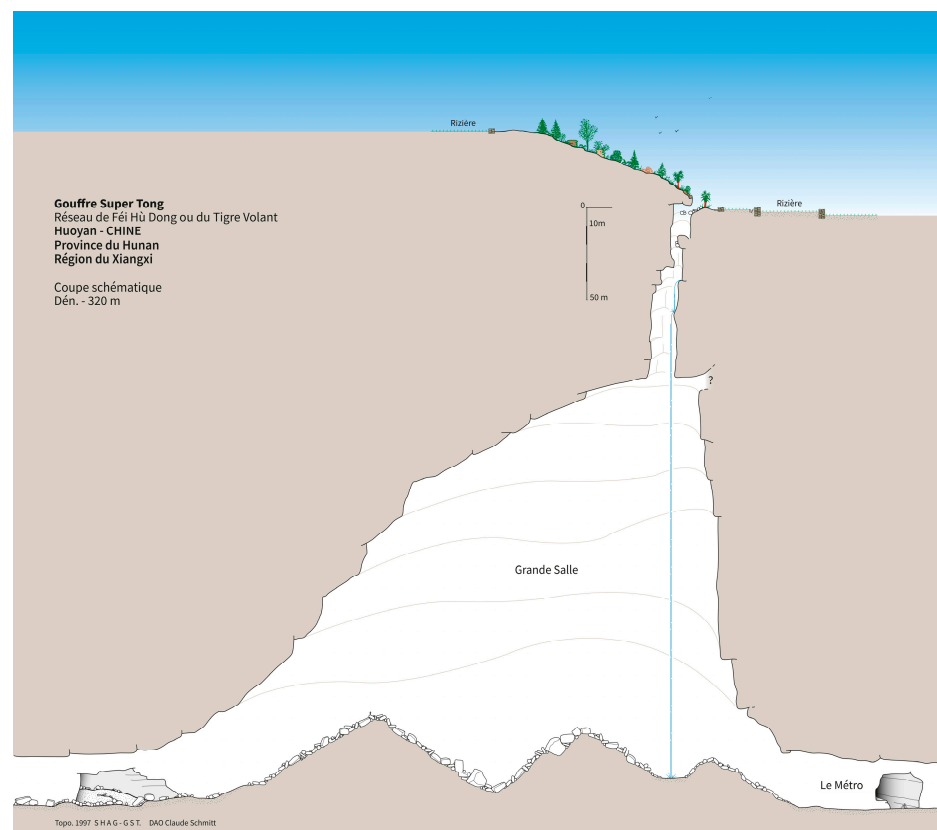 Rizière
Gouffre Super Tong
Réseau de Féi Hù Dong ou du Tigre Volant
Huoyan - CHINE
Province du Hunan
Région du Xiangxi
Coupe schématique
Dén. - 320 m
0
10m
50 m
Rizière
?
Grande Salle
Le Métro
Topo. 1997 S H A G - G S T. DAO Claude Schmitt